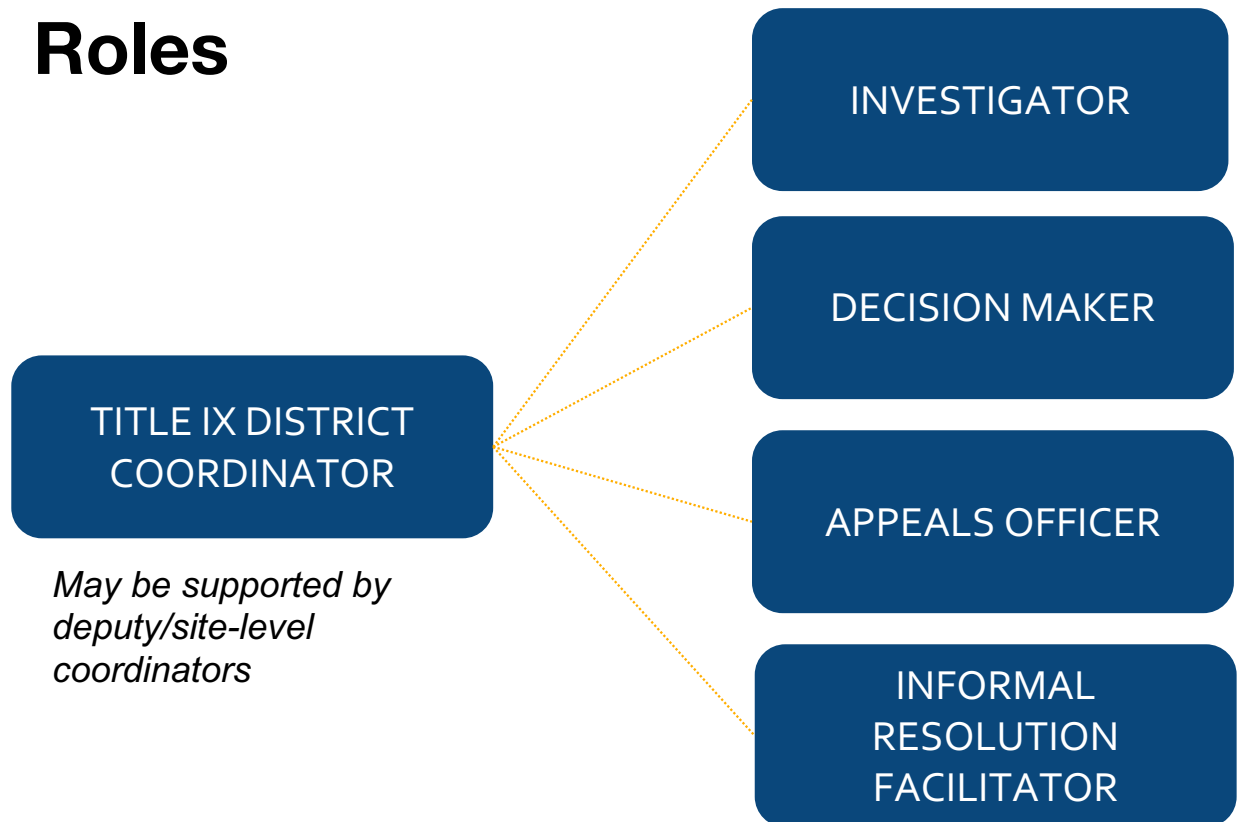 Roles
INVESTIGATOR
DECISION MAKER
TITLE IX DISTRICT
COORDINATOR
May be supported by
deputy/site-level
coordinators
APPEALS OFFICER
INFORMAL
RESOLUTION
FACILITATOR